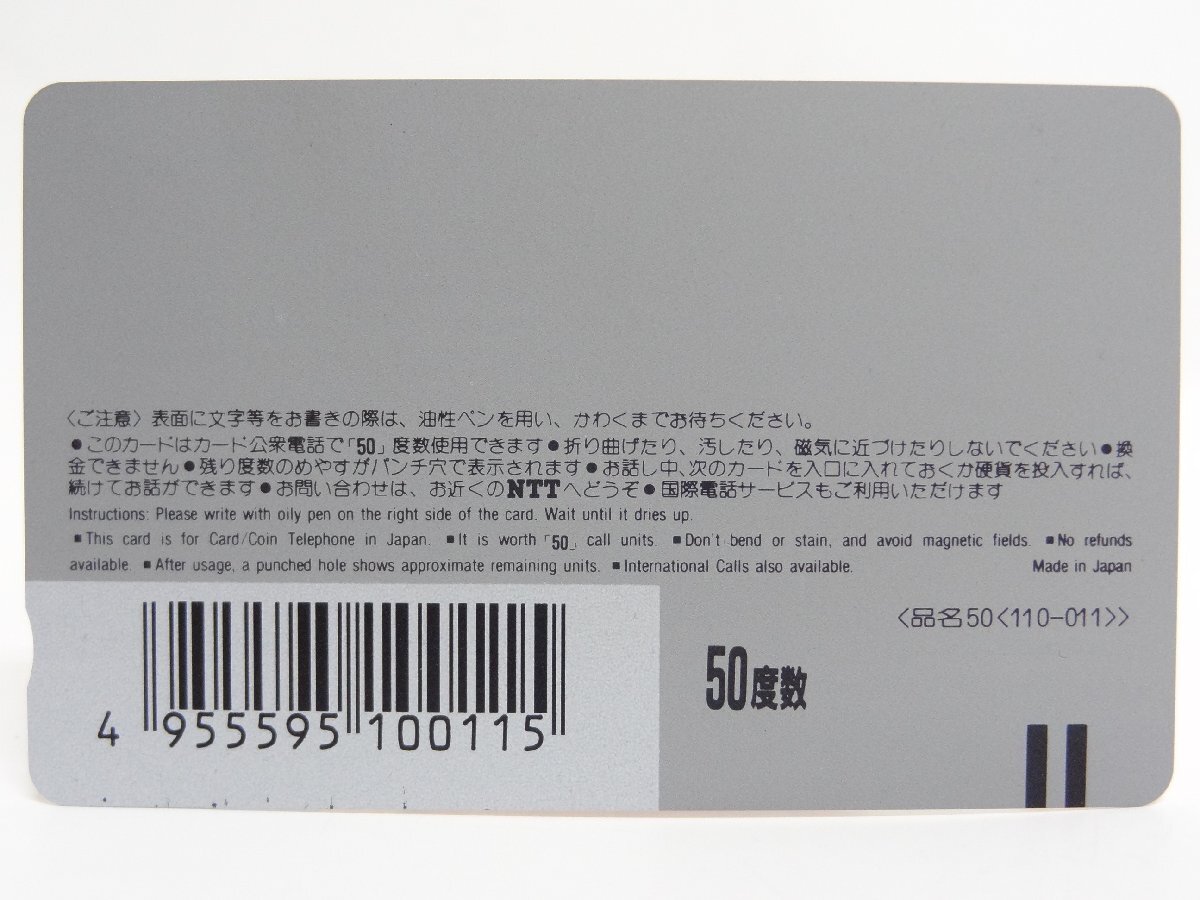 〈ご注意〉表面に文字等をお書きの際は、油性ペンを用い、かわくまでお待ちください。
●このカードはカード公衆電話で「50」度数使用できます●折り曲げたり、汚したり、磁気に近づけたりしないでください●換
金できません●残り度数のめやすがパンチ穴で表示されます●お話し中、次のカードを入口に入れておくか硬貨を投入すれば、
続けてお話ができます●お問い合わせは、お近くのNTTへどうぞ●国際電話サービスもご利用いただけます
Instructions: Please write with oily pen on the right side of the card. Wait until it dries up.
■This card is for Card/Coin Telephone in Japan. ■It is worth「50」call units. ■Don't bend or stain, and avoid magnetic fields. ■No refunds
available. ■After usage, a punched hole shows approximate remaining units. ■International Calls also available. Made in Japan
〈品名50〈110-011〉〉
50度数
4 955595 100115